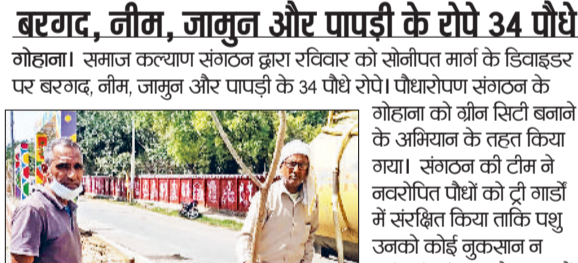 बरगद, नीम, जामुन और पापड़ी के रोपे 34 पौधे
गोहाना। समाज कल्याण संगठन द्वारा रविवार को सोनीपत मार्ग के डिवाइडर
पर बरगद, नीम, जामुन और पापड़ी के 34 पौधे रोपे। पौधारोपण संगठन के
गोहाना को ग्रीन सिटी बनाने
के अभियान के तहत किया
गया। संगठन की टीम ने
नवरोपित पौधों को ट्री गार्डों
में संरक्षित किया ताकि पशु
उनको कोई नुकसान न